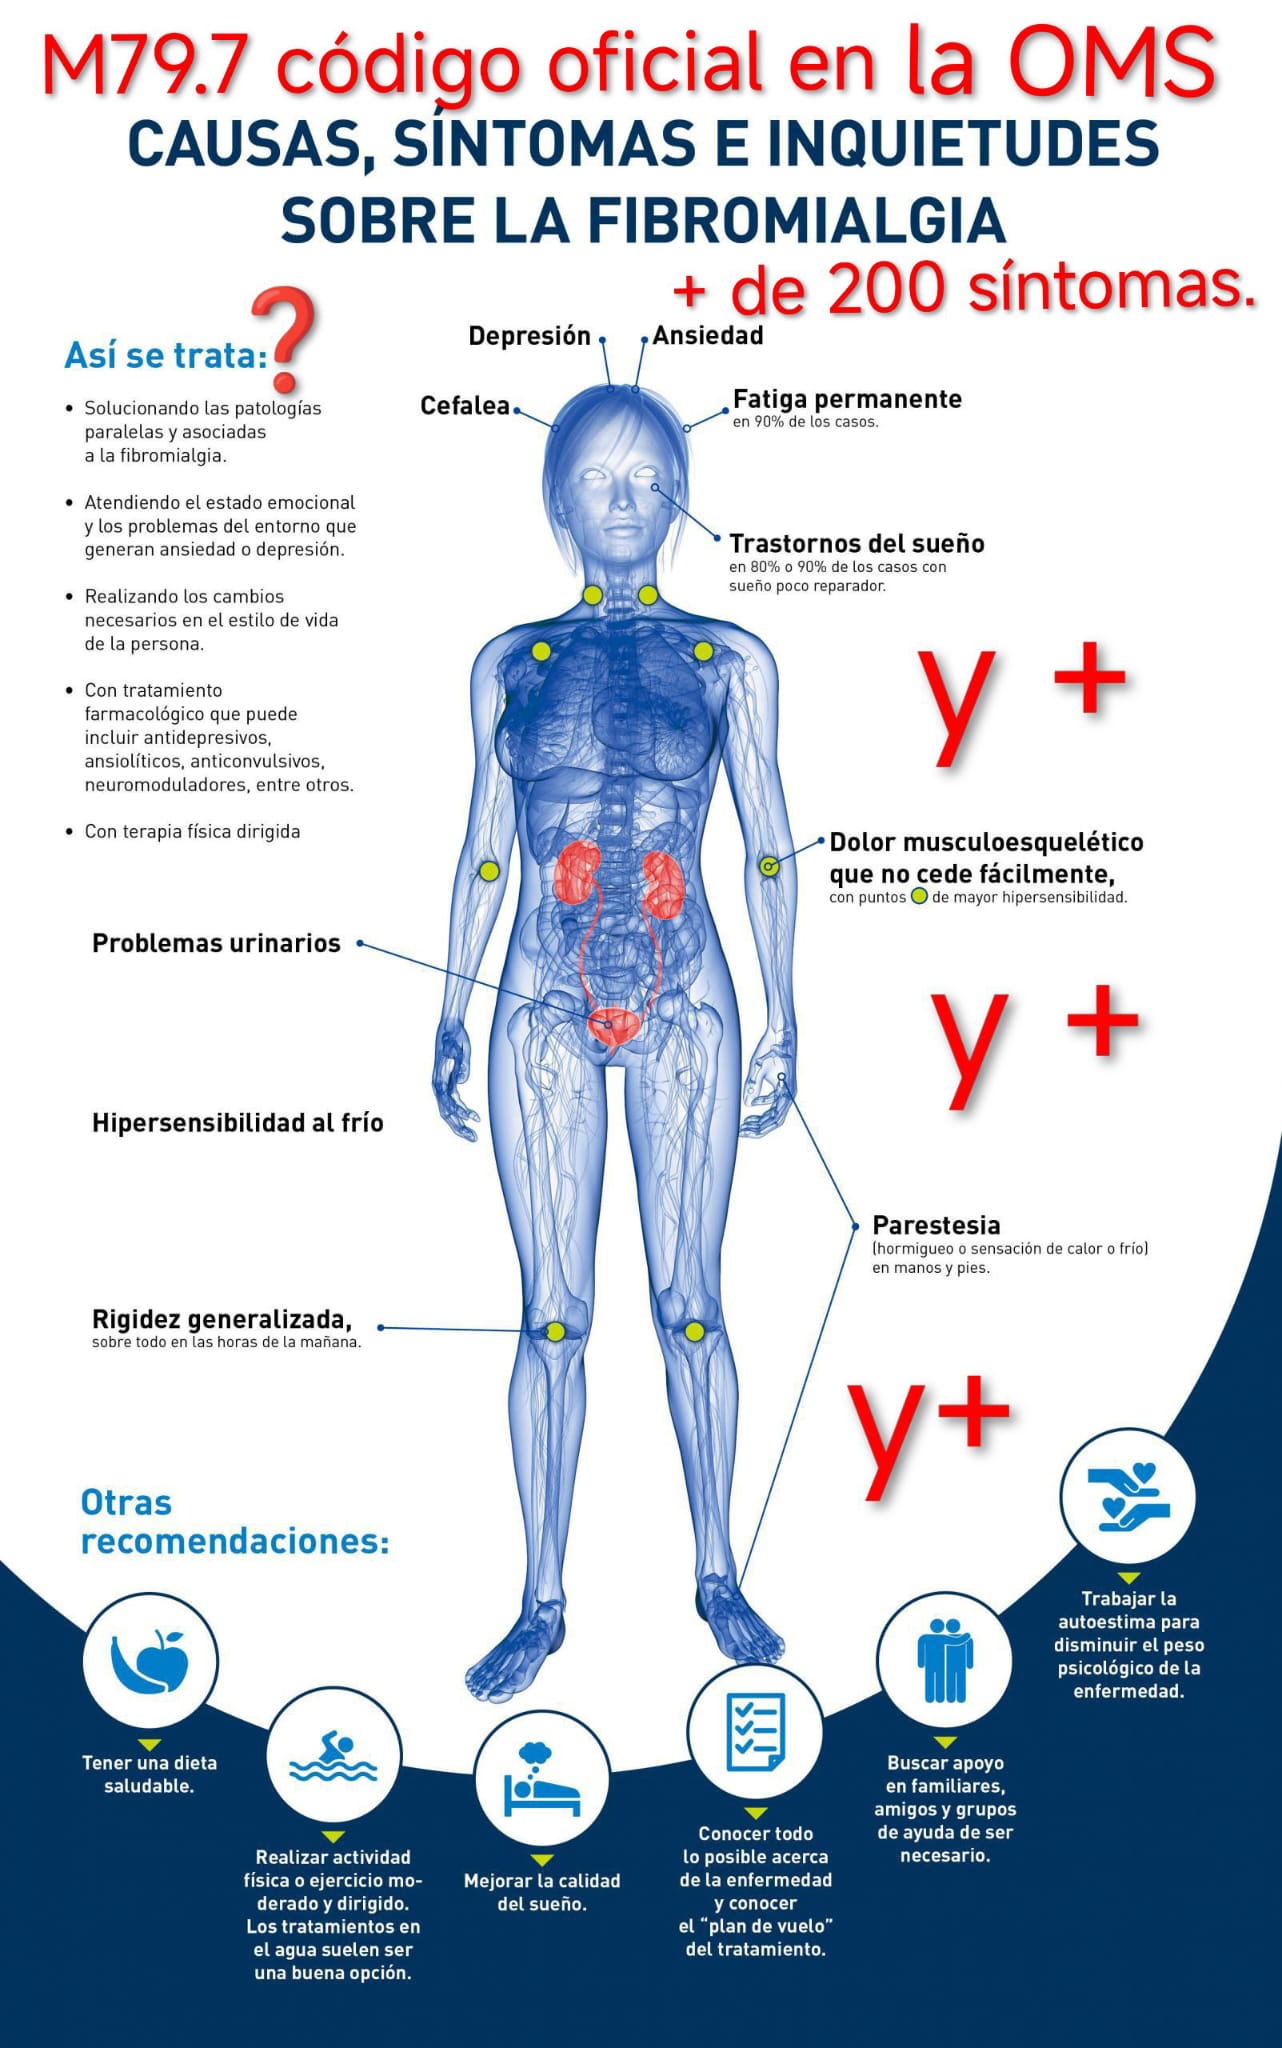 M79.7 código oficial en la OMS
CAUSAS, SÍNTOMAS E INQUIETUDES
SOBRE LA FIBROMIALGIA
+ de 200 síntomas.
Así se trata:❓
• Solucionando las patologías
paralelas y asociadas
a la fibromialgia.
• Atendiendo el estado emocional
y los problemas del entorno que
generan ansiedad o depresión.
• Realizando los cambios
necesarios en el estilo de vida
de la persona.
• Con tratamiento
farmacológico que puede
incluir antidepresivos,
ansiolíticos, anticonvulsivos,
neuromoduladores, entre otros.
• Con terapia física dirigida
Depresión
Ansiedad
Cefalea
Fatiga permanente
en 90% de los casos.
Trastornos del sueño
en 80% o 90% de los casos con
sueño poco reparador.
y +
Dolor musculoesquelético
que no cede fácilmente,
con puntos de mayor hipersensibilidad.
Problemas urinarios
y +
Hipersensibilidad al frío
Parestesia
(hormigueo o sensación de calor o frío)
en manos y pies.
Rigidez generalizada,
sobre todo en las horas de la mañana.
y+
Otras
recomendaciones:
Tener una dieta
saludable.
Realizar actividad
física o ejercicio mo-
derado y dirigido.
Los tratamientos en
el agua suelen ser
una buena opción.
Mejorar la calidad
del sueño.
Conocer todo
lo posible acerca
de la enfermedad
y conocer
el “plan de vuelo”
del tratamiento.
Buscar apoyo
en familiares,
amigos y grupos
de ayuda de ser
necesario.
Trabajar la
autoestima para
disminuir el peso
psicológico de la
enfermedad.